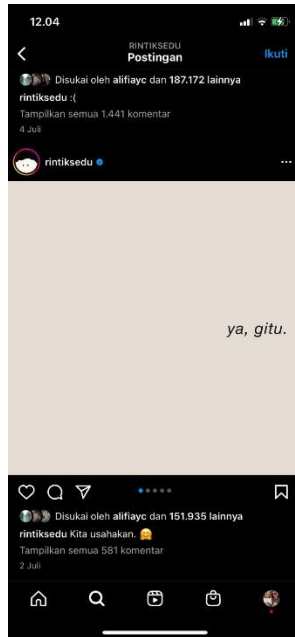 12.04
RINTIKSEDU
Postingan
Ikuti
Disukai oleh alifiayc dan 187.172 lainnya
rintiksedu :(
Tampilkan semua 1.441 komentar
4 Juli
rintiksedu
ya, gitu.
Disukai oleh alifiayc dan 151.935 lainnya
rintiksedu Kita usahakan. 🤗
Tampilkan semua 581 komentar
2 Juli